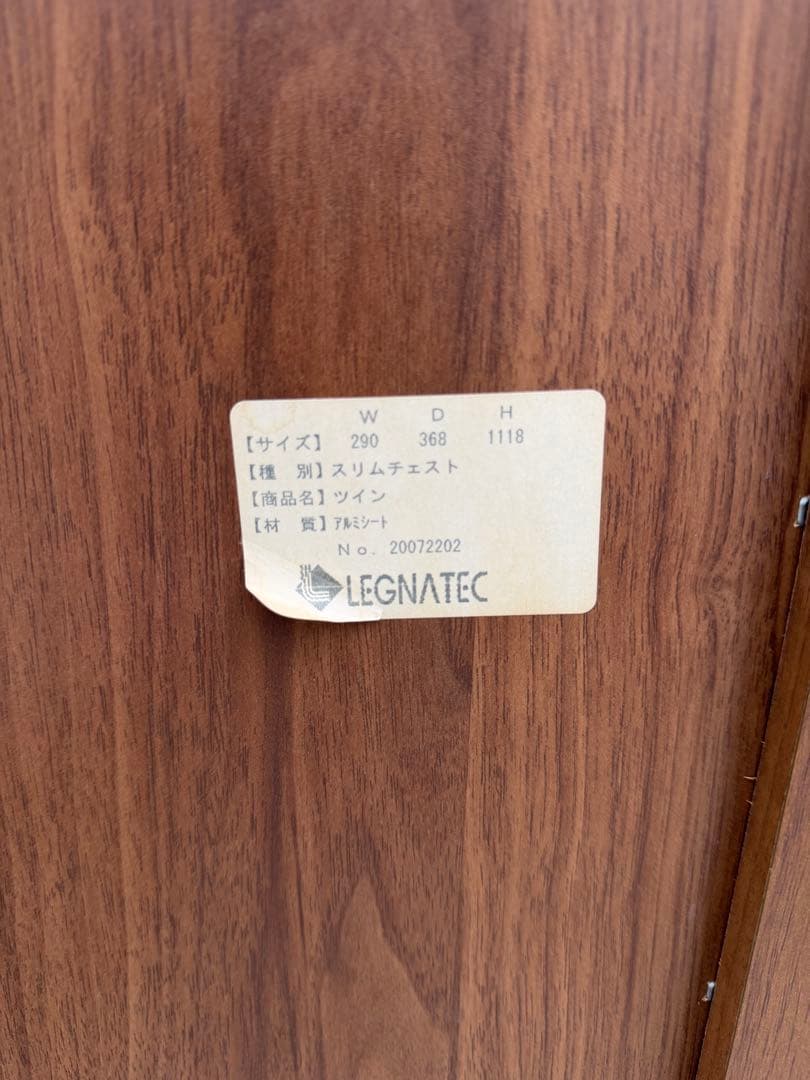 W D H
【サイズ】 290 368 1118
【種 別】スリムチェスト
【商品名】ツイン
【材 質】ｱﾙﾐｼｰﾄ
No. 20072202
LEGNATEC